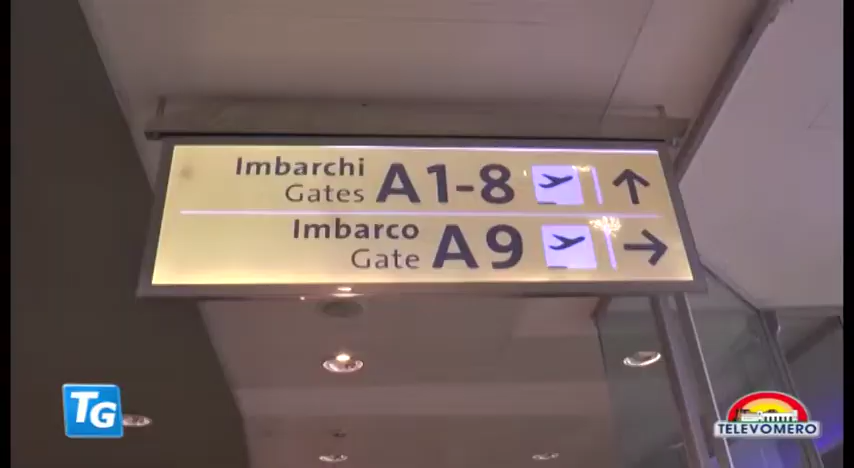 Imbarchi
Gates A1-8
Imbarco
Gate A9
TG
TELEVOMERO